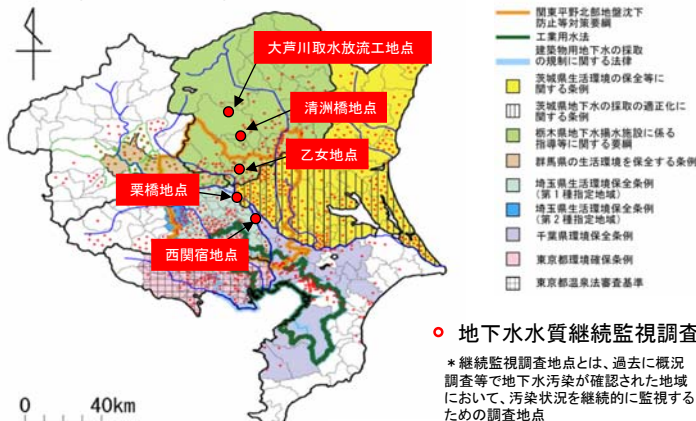 大芦川取水放流工地点
清洲橋地点
乙女地点
栗橋地点
西関宿地点
0 40km
関東平野北部地盤沈下
防止等対策要綱
工業用水法
建築物用地下水の採取
の規制に関する法律
茨城県生活環境の保全等に
関する条例
茨城県地下水の採取の適正化に
関する条例
栃木県地下水揚水施設に係る
指導等に関する要綱
群馬県の生活環境を保全する条例
埼玉県生活環境保全条例
(第1種指定地域)
埼玉県生活環境保全条例
(第2種指定地域)
千葉県環境保全条例
東京都環境確保条例
東京都温泉法審査基準
地下水水質継続監視調査
*継続監視調査地点とは、過去に概況
調査等で地下水汚染が確認された地域
において、汚染状況を継続的に監視する
ための調査地点